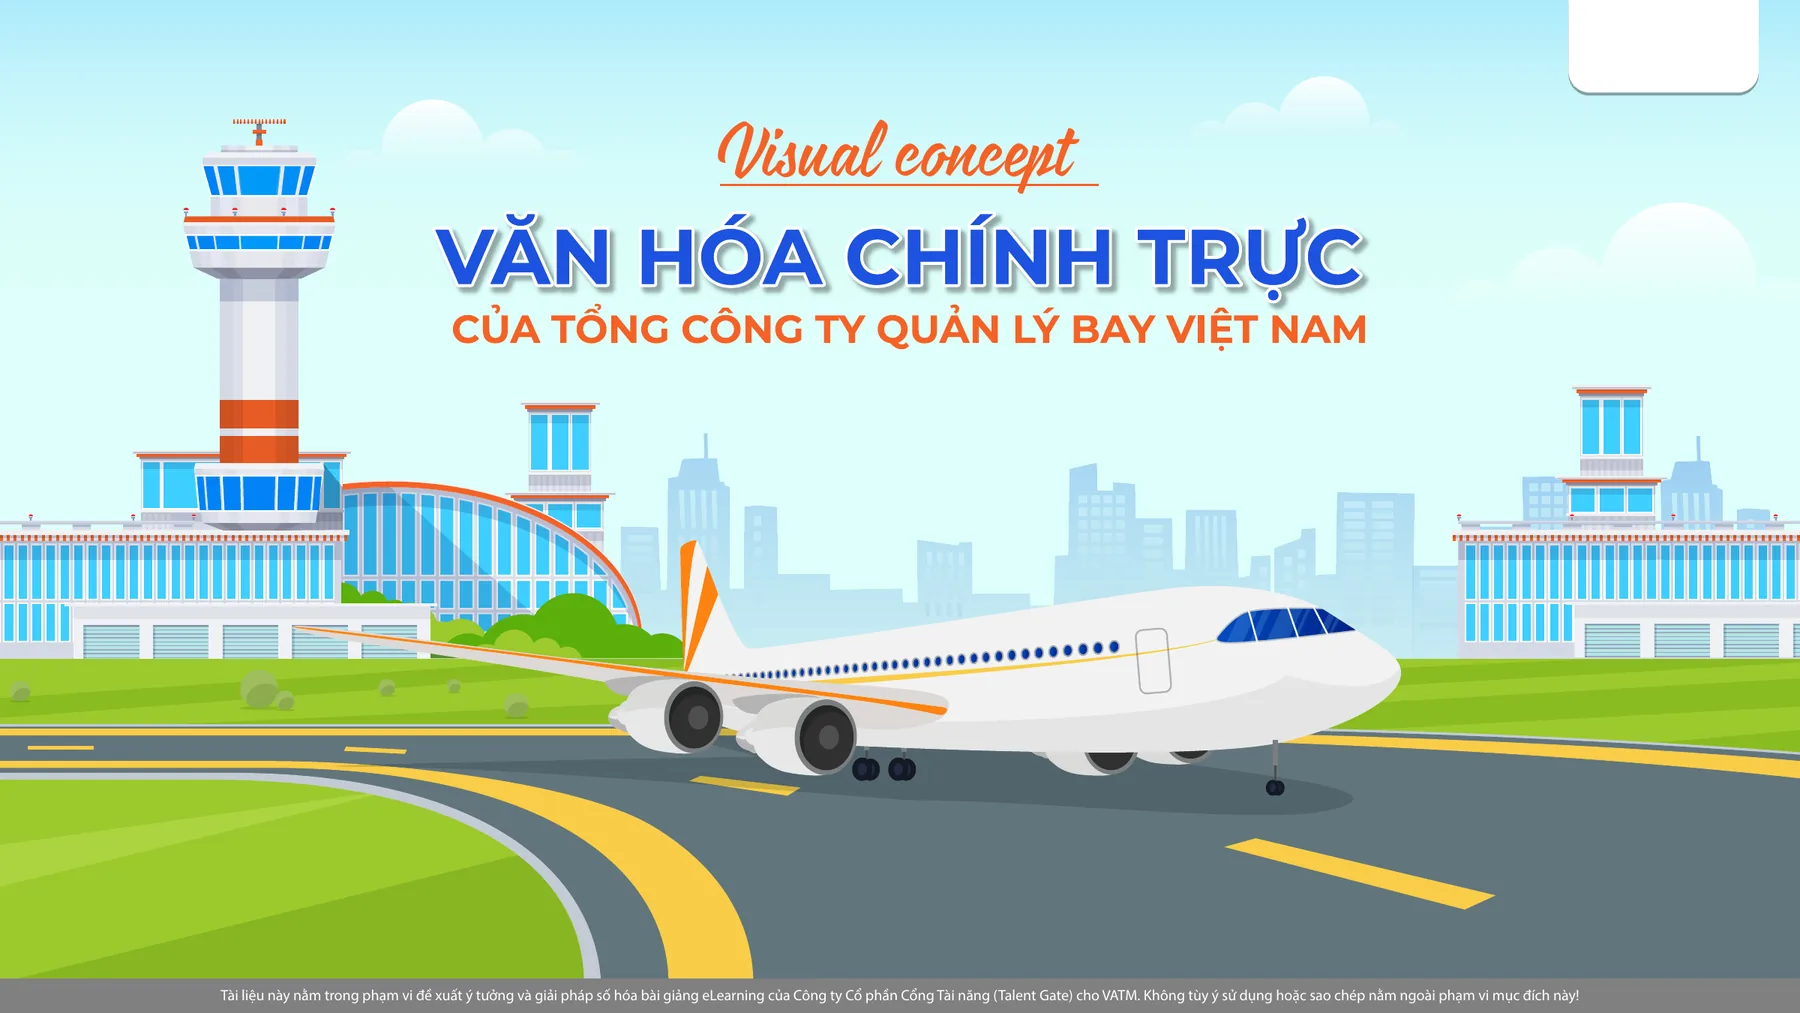 Visual concept
VĂN HÓA CHÍNH TRỰC
CỦA TỔNG CÔNG TY QUẢN LÝ BAY VIỆT NAM
Tài liệu này nằm trong phạm vi đề xuất ý tưởng và giải pháp số hóa bài giảng eLearning của Công ty Cổ phần Cổng Tài năng (Talent Gate) cho VATM. Không tùy ý sử dụng hoặc sao chép nằm ngoài phạm vi mục đích này!